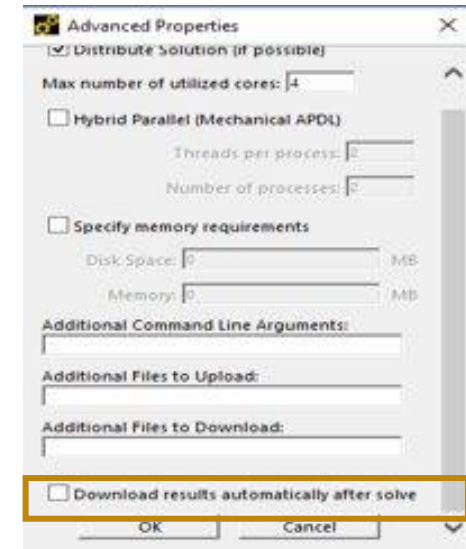 Advanced Properties
Distribute Solution (if possible)
Max number of utilized cores: 4
Hybrid Parallel (Mechanical APDL)
Threads per process: 2
Number of processes: 2
Specify memory requirements
Disk Space: 0 MB
Memory: 0 MB
Additional Command Line Arguments:
Additional Files to Upload:
Additional Files to Download:
Download results automatically after solve
OK Cancel